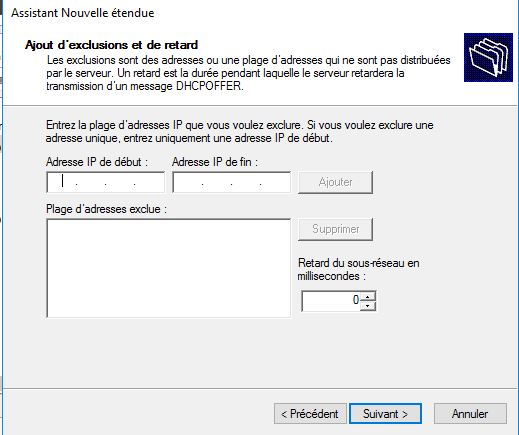 Assistant Nouvelle étendue
Ajout d'exclusions et de retard
Les exclusions sont des adresses ou une plage d'adresses qui ne sont pas distribuées
par le serveur. Un retard est la durée pendant laquelle le serveur retardera la
transmission d'un message DHCPOFFER.
Entrez la plage d'adresses IP que vous voulez exclure. Si vous voulez exclure une
adresse unique, entrez uniquement une adresse IP de début.
Adresse IP de début : Adresse IP de fin :
Ajouter
Plage d'adresses exclue :
Supprimer
Retard du sous-réseau en
millisecondes :
0
< Précédent Suivant > Annuler